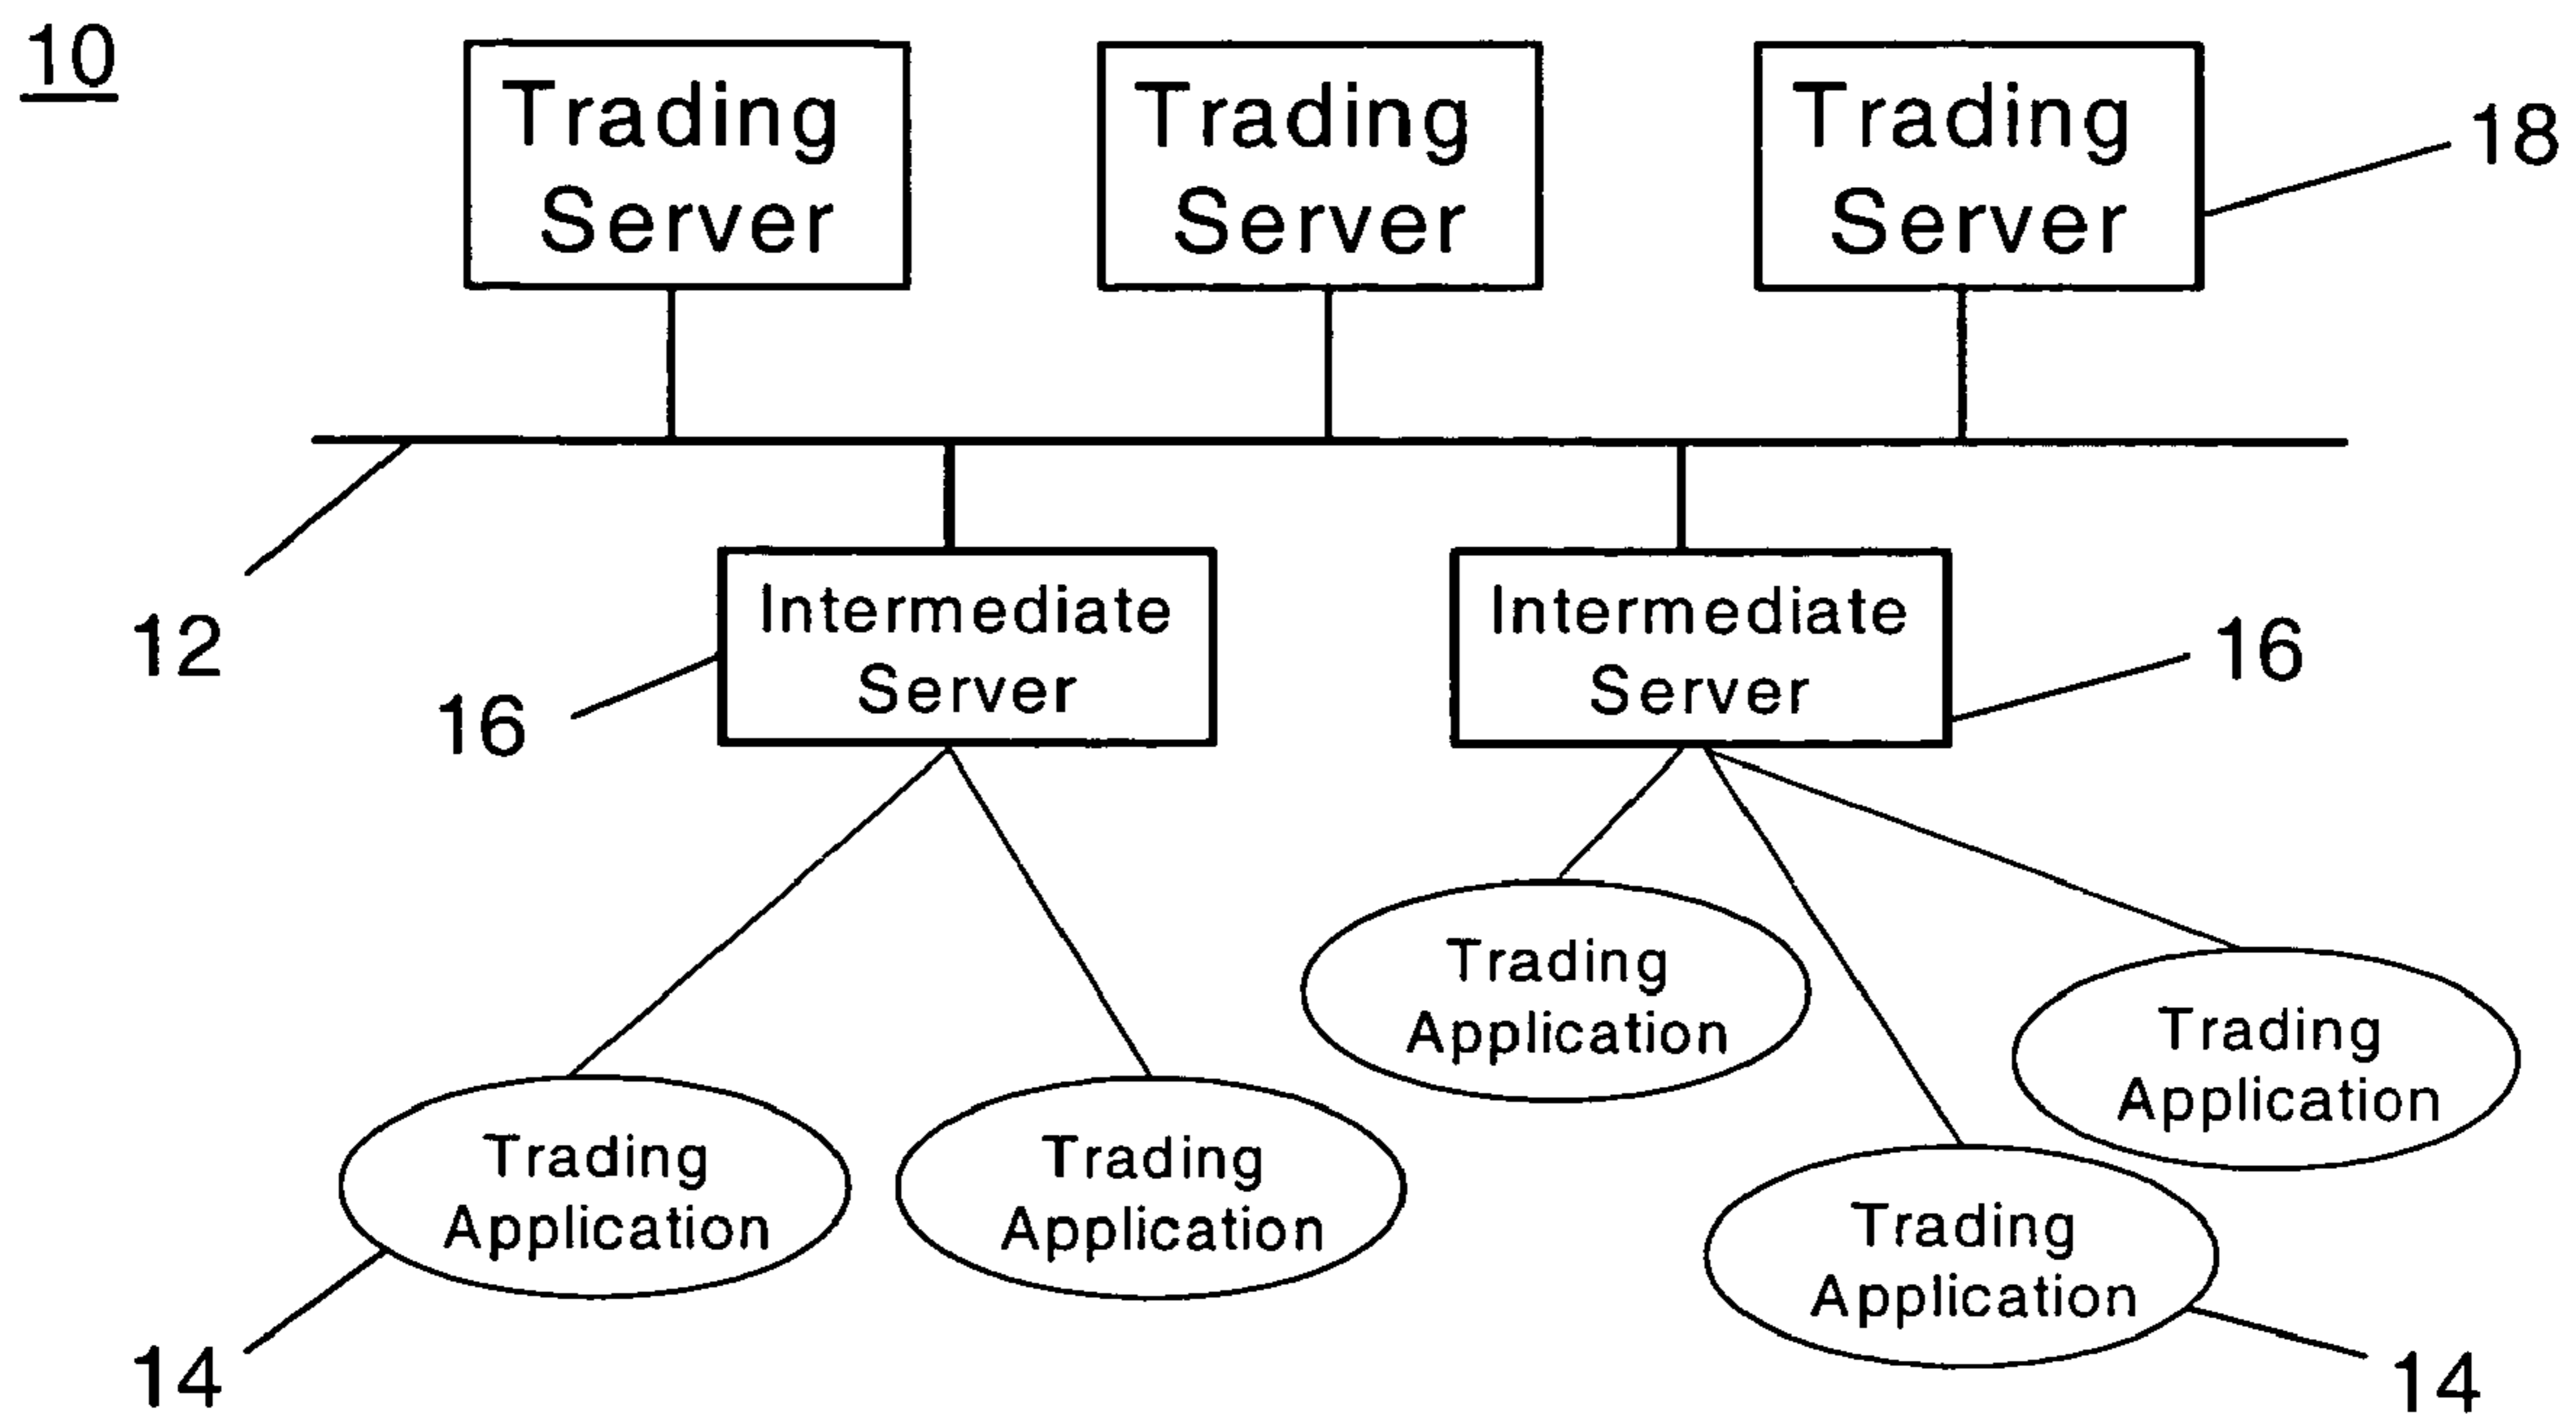 10
Trading
Server
Trading
Server
Trading
Server
18
12
Intermediate
Server
16
Intermediate
Server
16
Trading
Application
Trading
Application
Trading
Application
Trading
Application
Trading
Application
14
14